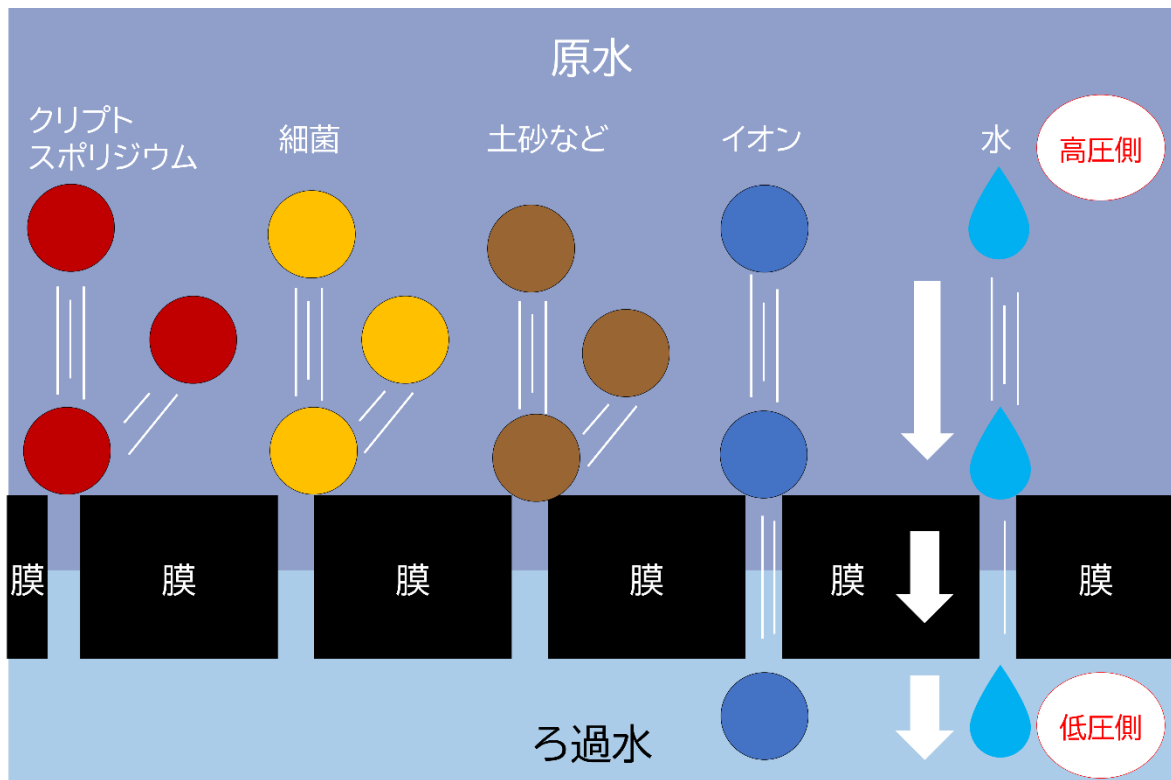 原水
クリプト
スポリジウム
細菌
土砂など
イオン
水
高圧側
膜
膜
膜
膜
膜
膜
ろ過水
低圧側